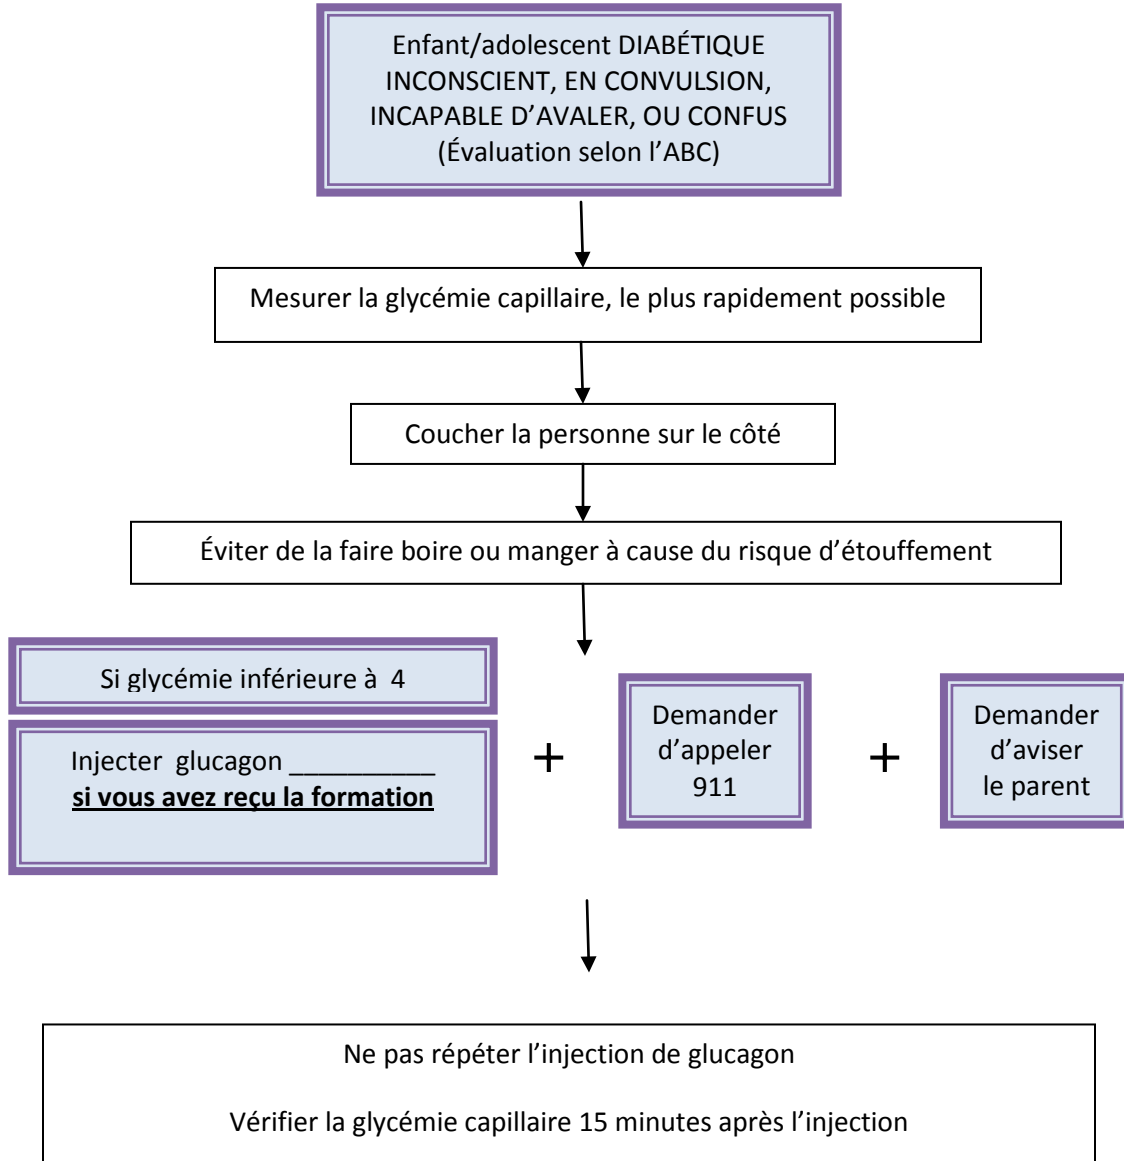 Enfant/adolescent DIABÉTIQUE
INCONSCIENT, EN CONVULSION,
INCAPABLE D’AVALER, OU CONFUS
(Évaluation selon l’ABC)
Mesurer la glycémie capillaire, le plus rapidement possible
Coucher la personne sur le côté
Éviter de la faire boire ou manger à cause du risque d’étouffement
Si glycémie inférieure à 4
Injecter glucagon __________
si vous avez reçu la formation
+
Demander
d’appeler
911
+
Demander
d’aviser
le parent
Ne pas répéter l’injection de glucagon
Vérifier la glycémie capillaire 15 minutes après l’injection